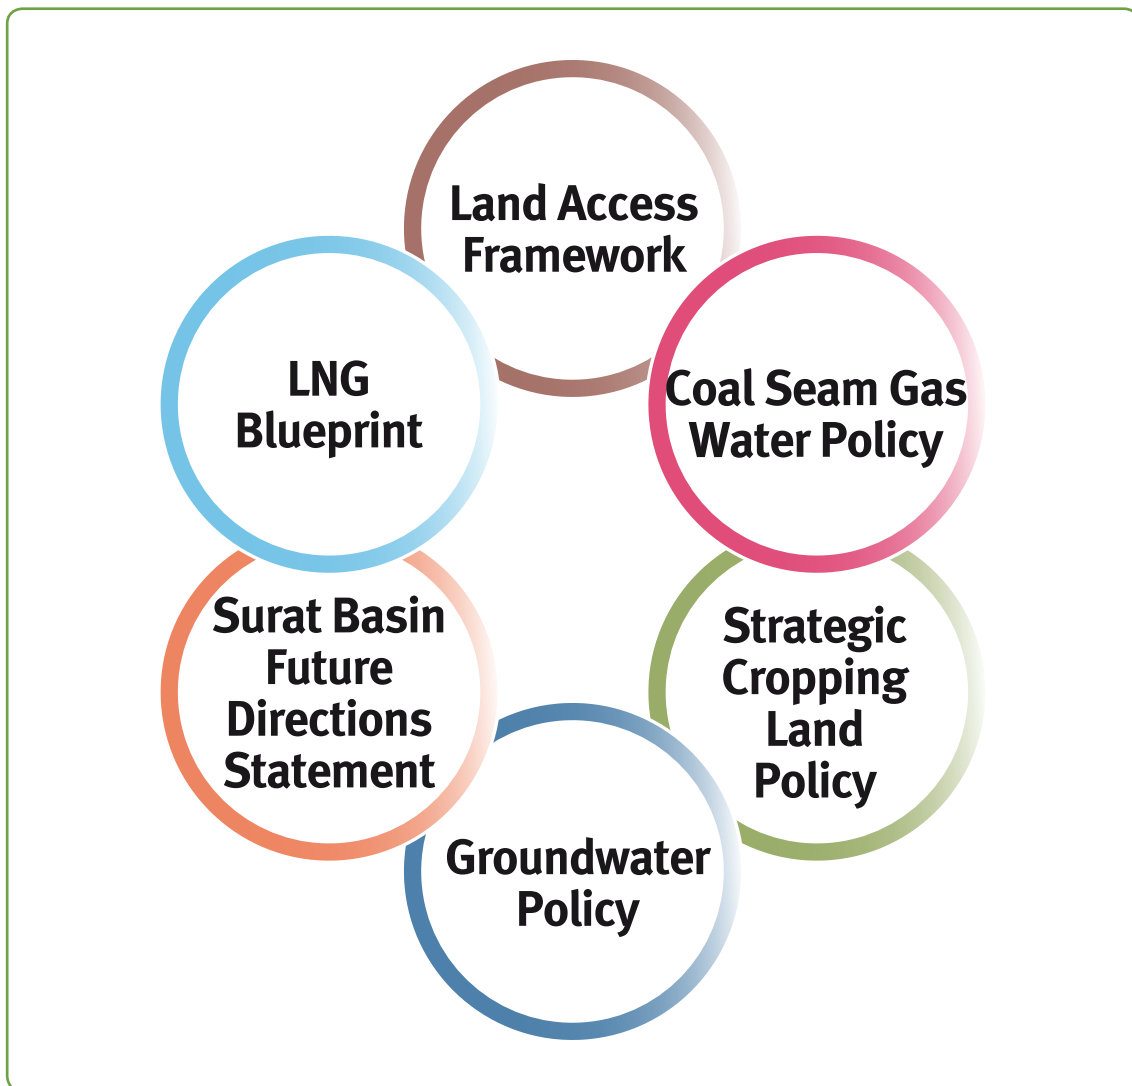 Land Access
Framework
LNG
Blueprint
Coal Seam Gas
Water Policy
Surat Basin
Future
Directions
Statement
Strategic
Cropping
Land
Policy
Groundwater
Policy